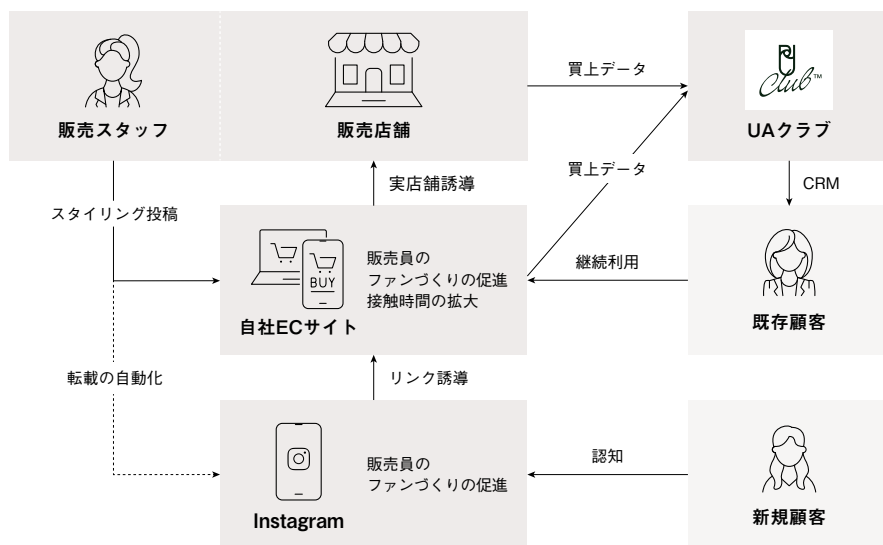 販売スタッフ
販売店舗
買上データ
UA
Club™
UAクラブ
スタイリング投稿
実店舗誘導
買上データ
CRM
BUY
販売員の
ファンづくりの促進
接触時間の拡大
自社ECサイト
継続利用
既存顧客
転載の自動化
リンク誘導
販売員の
ファンづくりの促進
Instagram
認知
新規顧客